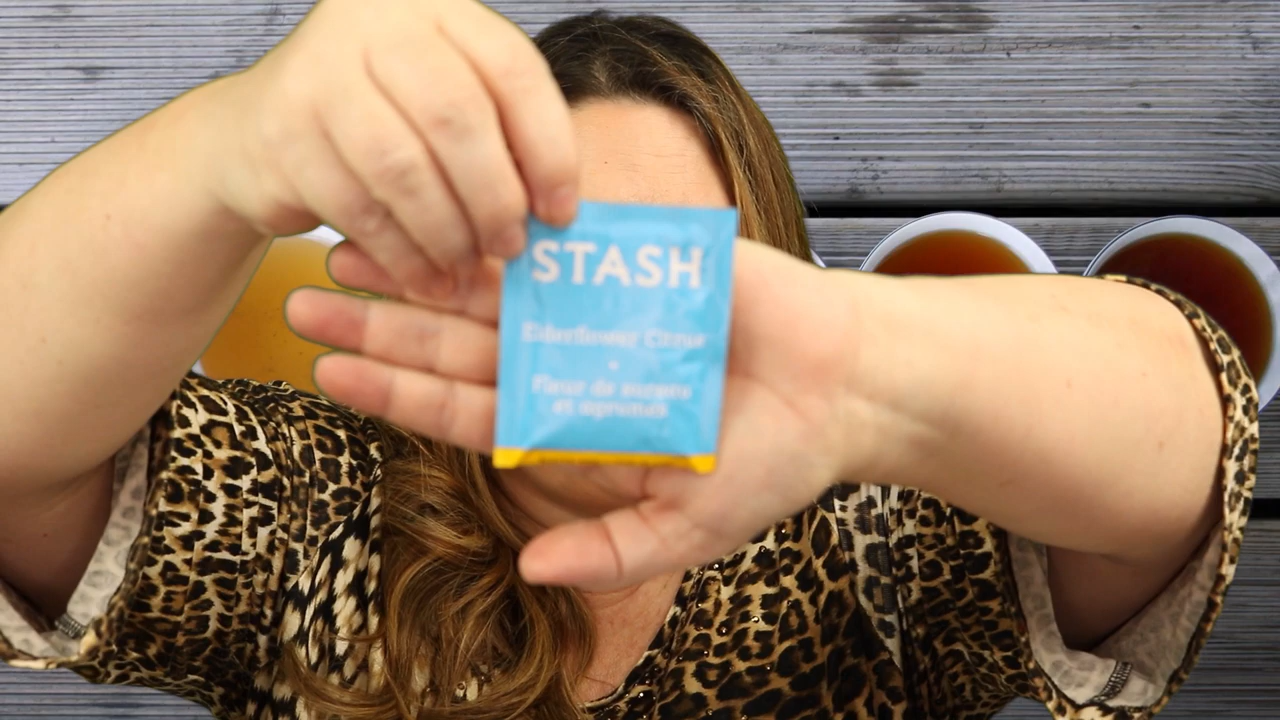 STASH
Elderflower Citrus
•
Fleur de sureau
et agrumes